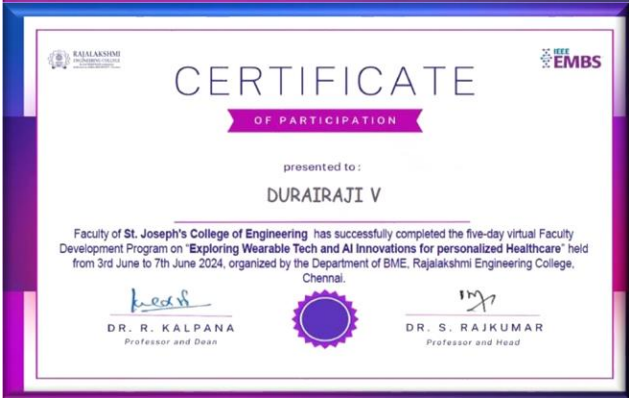 RAJALAKSHMI
ENGINEERING COLLEGE
IEEE
EMBS
CERTIFICATE
OF PARTICIPATION
presented to :
DURAIRAJI V
Faculty of St. Joseph's College of Engineering has successfully completed the five-day virtual Faculty
Development Program on “Exploring Wearable Tech and AI Innovations for personalized Healthcare” held
from 3rd June to 7th June 2024, organized by the Department of BME, Rajalakshmi Engineering College,
Chennai.
DR. R. KALPANA
Professor and Dean
DR. S. RAJKUMAR
Professor and Head